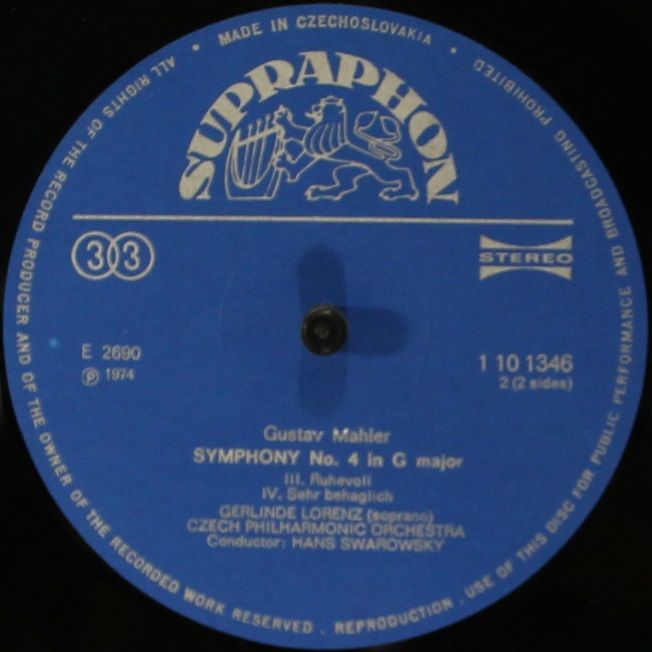 MADE IN CZECHOSLOVAKIA
ALL RIGHTS OF THE RECORD PRODUCER AND OF THE OWNER OF THE RECORDED WORK RESERVED . REPRODUCTION . USE OF THIS DISC FOR PUBLIC PERFORMANCE AND BROADCASTING PROHIBITED
SUPRAPHON
33
STEREO
E 2690
Ⓟ 1974
1 10 1346
2 (2 sides)
Gustav Mahler
SYMPHONY No. 4 in G major
III. Ruhevoll
IV. Sehr behaglich
GERLINDE LORENZ (soprano)
CZECH PHILHARMONIC ORCHESTRA
Conductor: HANS SWAROWSKY